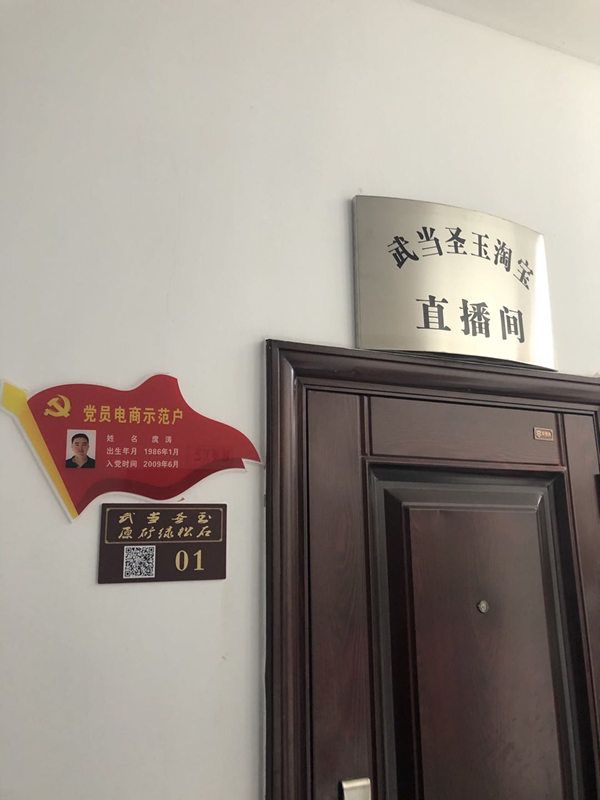 武当圣玉淘宝
直播间
党员电商示范户
姓 名 庹涛
出生年月 1986年1月
入党时间 2009年6月
武当圣玉
原矿绿松石
01